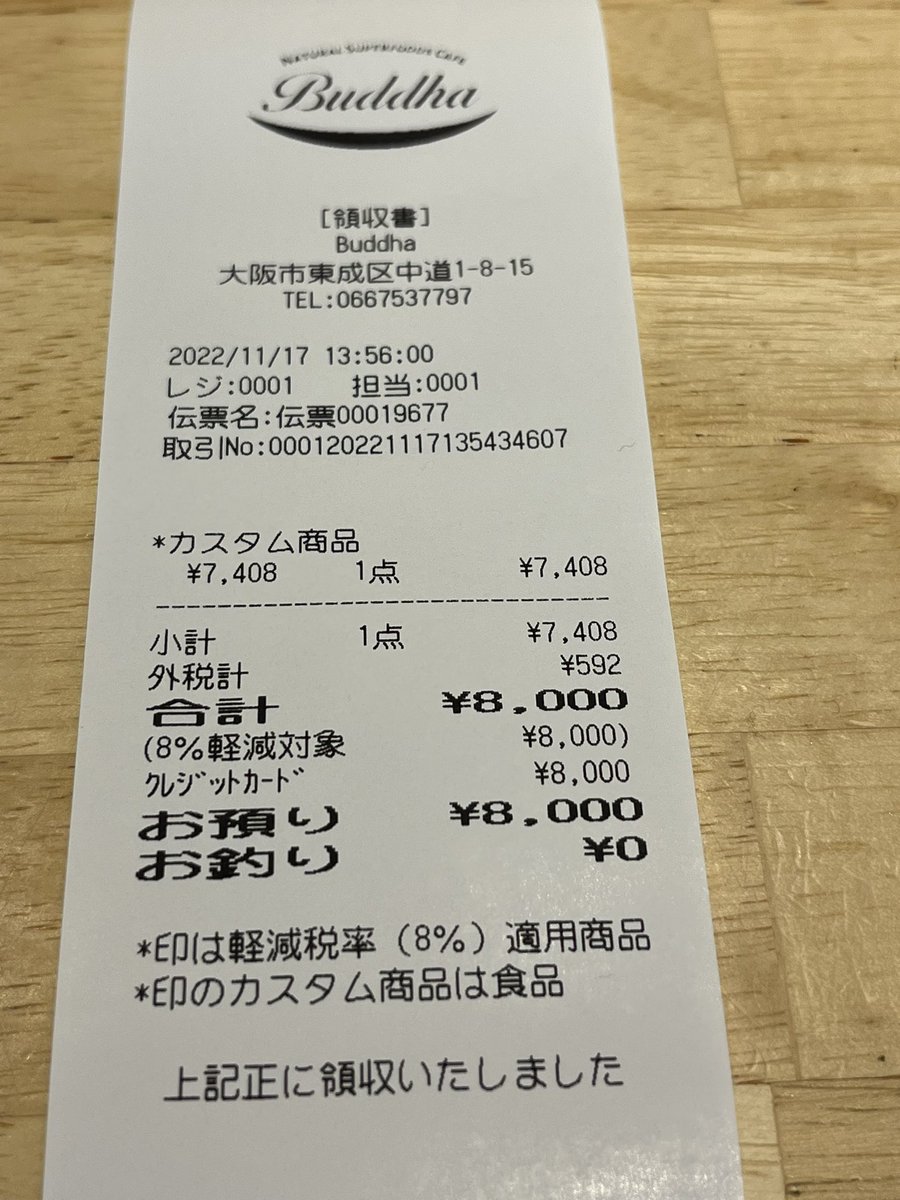 NATURAL SUPERFOODS CAFE
Buddha
[領収書]
Buddha
大阪市東成区中道1-8-15
TEL:0667537797
2022/11/17 13:56:00
レジ:0001 担当:0001
伝票名:伝票00019677
取引No:000120221117135434607
*カスタム商品
¥7,408 1点 ¥7,408
小計 1点 ¥7,408
外税計 ¥592
合計 ¥8,000
(8%軽減対象 ¥8,000)
クレジットカード ¥8,000
お預り ¥8,000
お釣り ¥0
*印は軽減税率(8%)適用商品
*印のカスタム商品は食品
上記正に領収いたしました